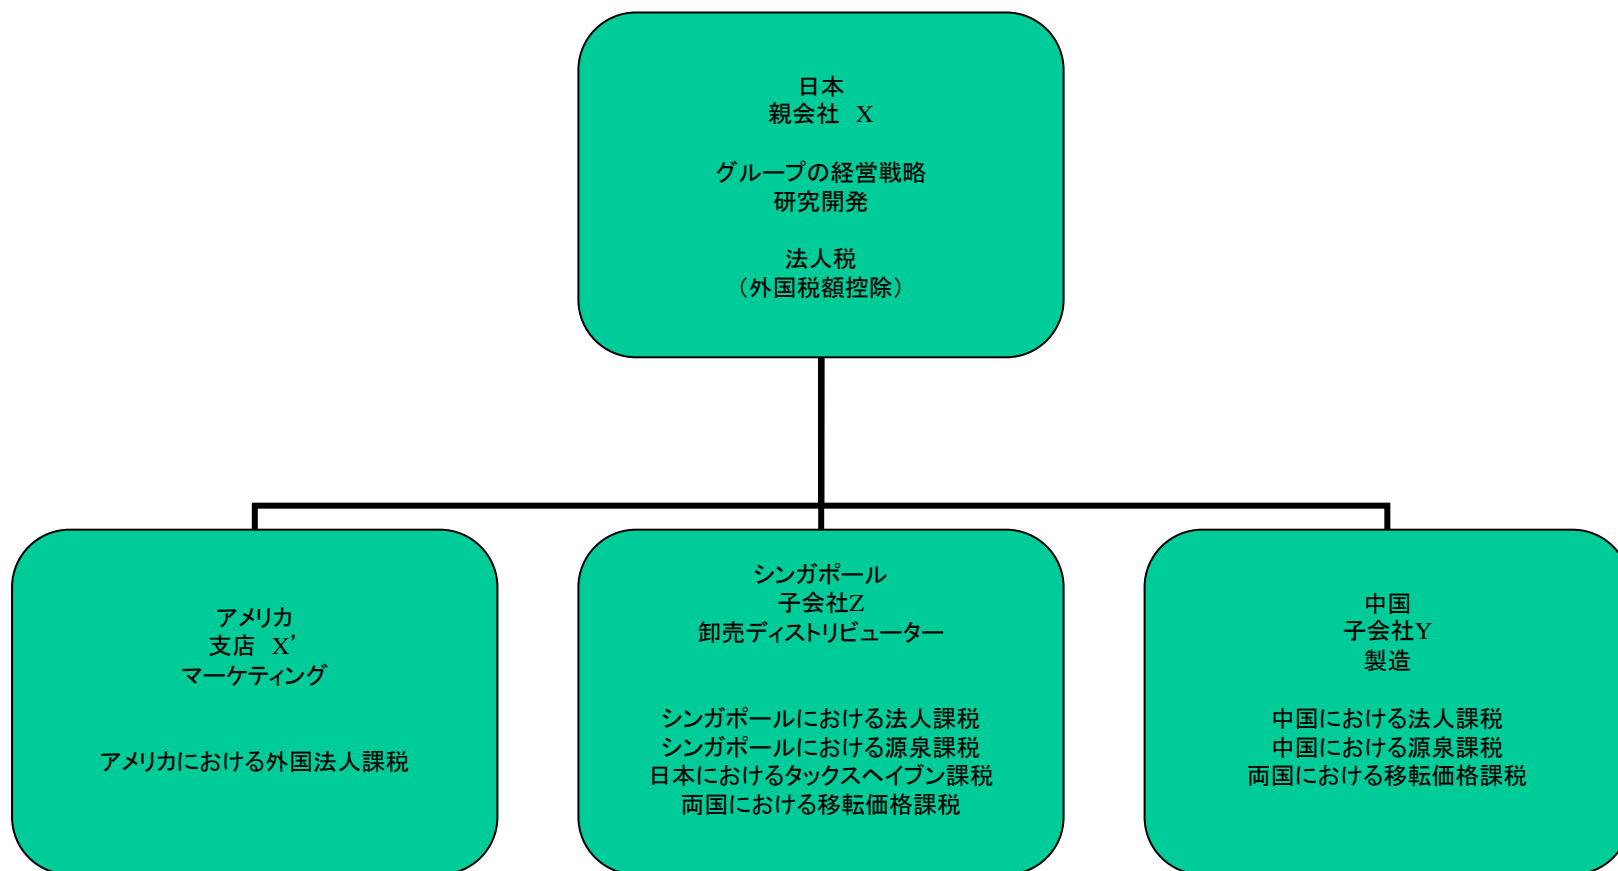 日本
親会社　X
グループの経営戦略
研究開発
法人税
（外国税額控除）
アメリカ
支店　X’
マーケティング
アメリカにおける外国法人課税
シンガポール
子会社Z
卸売ディストリビューター
シンガポールにおける法人課税
シンガポールにおける源泉課税
日本におけるタックスヘイブン課税
両国における移転価格課税
中国
子会社Y
製造
中国における法人課税
中国における源泉課税
両国における移転価格課税